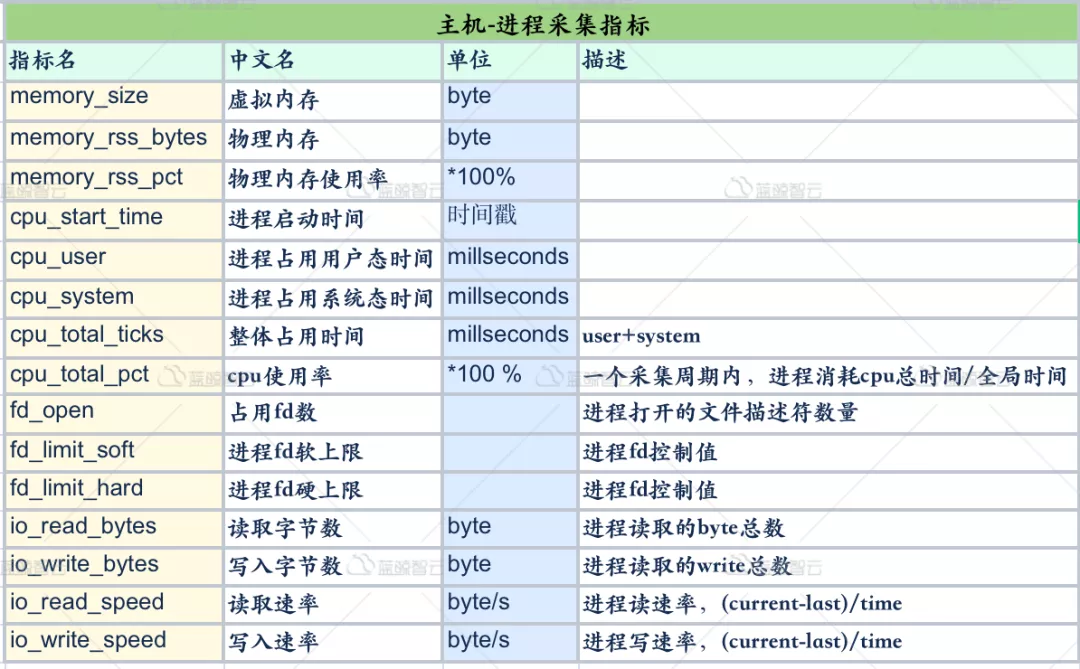 主机-进程采集指标
指标名 中文名 单位 描述
memory_size 虚拟内存 byte
memory_rss_bytes 物理内存 byte
memory_rss_pct 物理内存使用率 *100%
cpu_start_time 进程启动时间 时间戳
cpu_user 进程占用用户态时间 millseconds
cpu_system 进程占用系统态时间 millseconds
cpu_total_ticks 整体占用时间 millseconds user+system
cpu_total_pct cpu使用率 *100 % 一个采集周期内，进程消耗cpu总时间/全局时间
fd_open 占用fd数 进程打开的文件描述符数量
fd_limit_soft 进程fd软上限 进程fd控制值
fd_limit_hard 进程fd硬上限 进程fd控制值
io_read_bytes 读取字节数 byte 进程读取的byte总数
io_write_bytes 写入字节数 byte 进程读取的write总数
io_read_speed 读取速率 byte/s 进程读速率，(current-last)/time
io_write_speed 写入速率 byte/s 进程写速率，(current-last)/time
蓝鲸智云